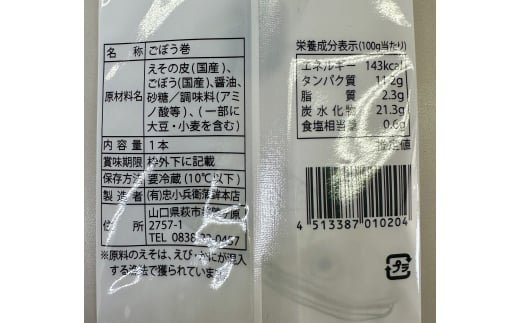 名称 ごぼう巻
原材料名 えその皮(国産)、
ごぼう(国産)、醤油、
砂糖／調味料(アミ
ノ酸等)、(一部に
大豆・小麦を含む)
内容量 1本
賞味期限 枠外下に記載
保存方法 要冷蔵(10℃以下)
製造者 (有)忠小兵衛蒲鉾本店
住所 山口県萩市
2757-1
TEL 0838
※原料のえそは、えび・かにが混入
する漁法で獲られています。
栄養成分表示(100g当たり)
エネルギー 143kcal
タンパク質 11.2g
脂質 2.3g
炭水化物 21.3g
食塩相当量 0.6g
推定値
4 513387 010204
プラ